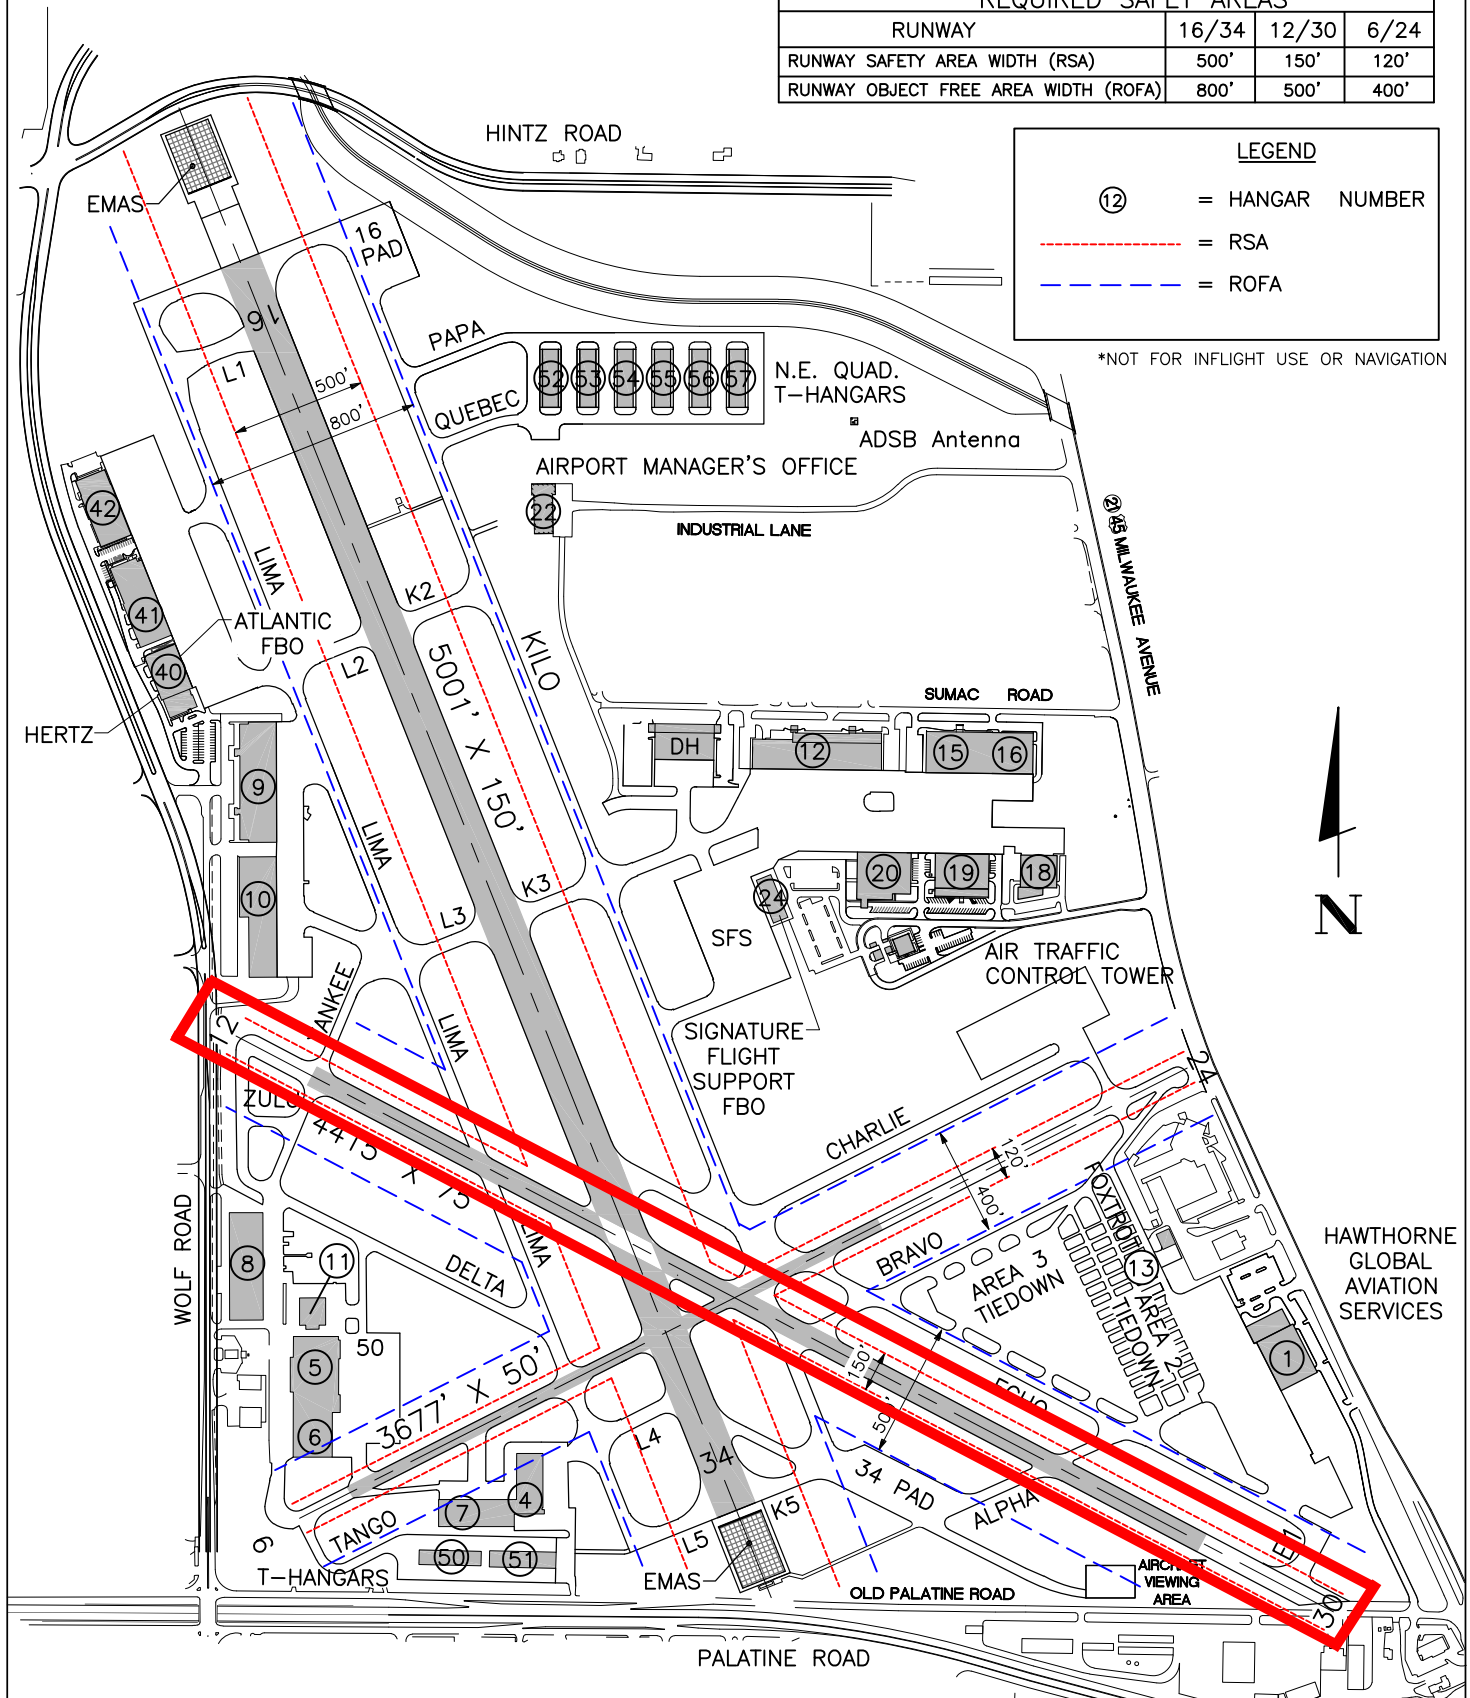 REQUIRED SAFETY AREAS
RUNWAY 16/34 12/30 6/24
RUNWAY SAFETY AREA WIDTH (RSA) 500' 150' 120'
RUNWAY OBJECT FREE AREA WIDTH (ROFA) 800' 500' 400'
LEGEND
12 = HANGAR NUMBER
= RSA
= ROFA
*NOT FOR INFLIGHT USE OR NAVIGATION
HINTZ ROAD
EMAS
16
PAD
16
PAPA
L1
500'
800'
QUEBEC
52 53 54 55 56 57
N.E. QUAD.
T-HANGARS
ADSB Antenna
AIRPORT MANAGER'S OFFICE
22
INDUSTRIAL LANE
21 45 MILWAUKEE AVENUE
42
41
40
LIMA
ATLANTIC
FBO
HERTZ
K2
L2
KILO
5001' X 150'
SUMAC ROAD
DH
12
15
16
9
10
LIMA
K3
L3
20
19
18
24
SFS
AIR TRAFFIC
CONTROL TOWER
N
SIGNATURE
FLIGHT
SUPPORT
FBO
YANKEE
LIMA
12
ZULU
4475' X 75'
24
CHARLIE
120'
400'
FOXTROT
BRAVO
AREA 3
TIEDOWN
13
AREA 2
TIEDOWN
HAWTHORNE
GLOBAL
AVIATION
SERVICES
1
WOLF ROAD
8
11
DELTA
LIMA
50
5
6
3677' X 50'
150'
500'
ECHO
34
L4
34 PAD
ALPHA
K5
L5
E1
7
4
TANGO
6
50
51
T-HANGARS
EMAS
AIRCRAFT
VIEWING
AREA
OLD PALATINE ROAD
30
PALATINE ROAD